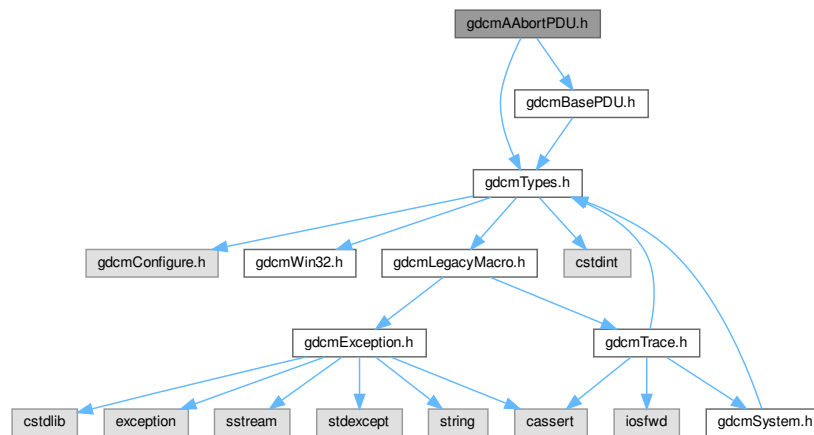 gdcmAAbortPDU.h
gdcmBasePDU.h
gdcmTypes.h
gdcmConfigure.h
gdcmWin32.h
gdcmLegacyMacro.h
cstdint
gdcmException.h
gdcmTrace.h
cstdlib
exception
sstream
stdexcept
string
cassert
iosfwd
gdcmSystem.h